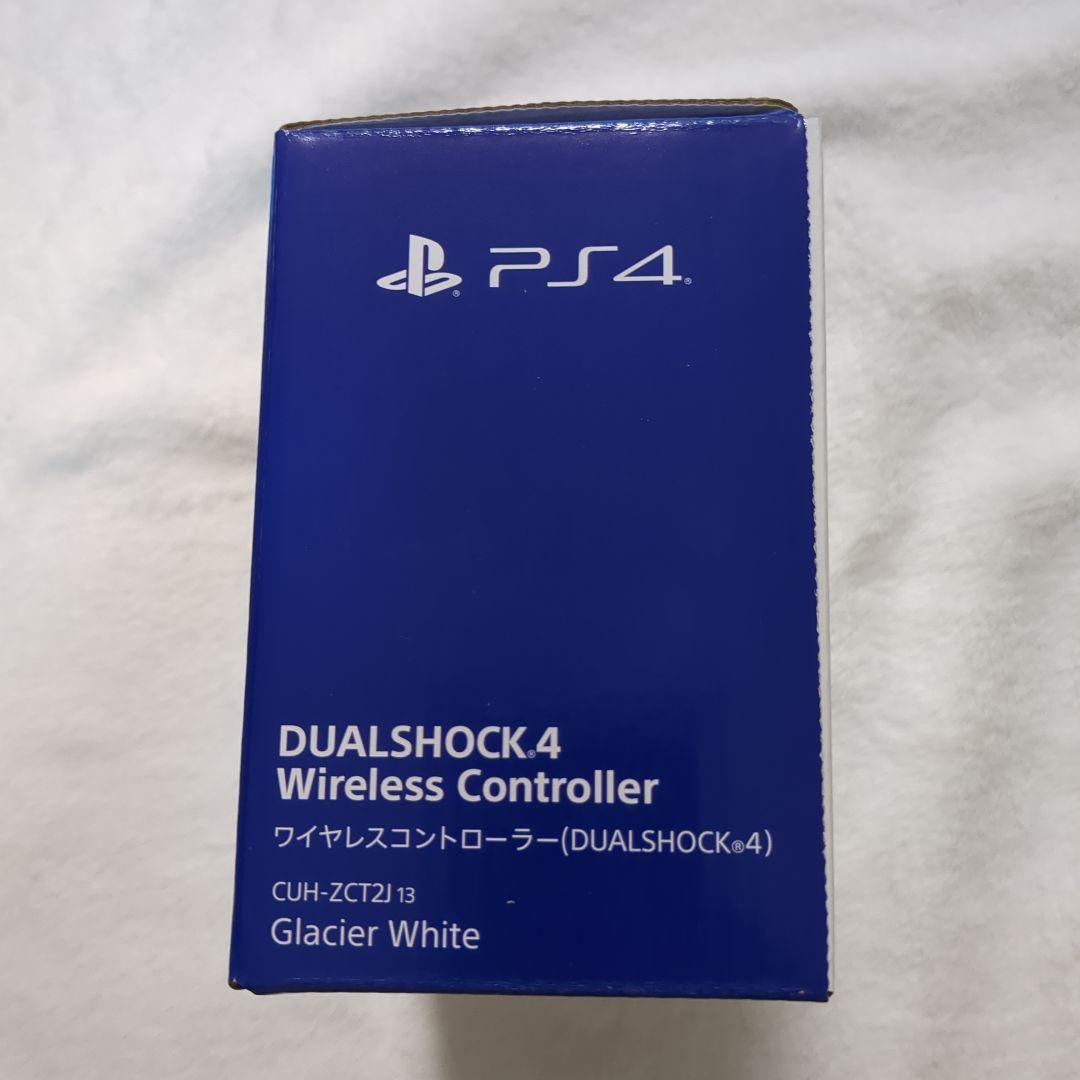 PS4®
DUALSHOCK®4
Wireless Controller
ワイヤレスコントローラー(DUALSHOCK®4)
CUH-ZCT2J 13
Glacier White